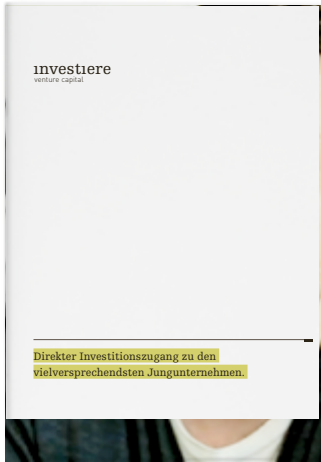 investiere
venture capital
Direkter Investitionszugang zu den
vielversprechendsten Jungunternehmen.